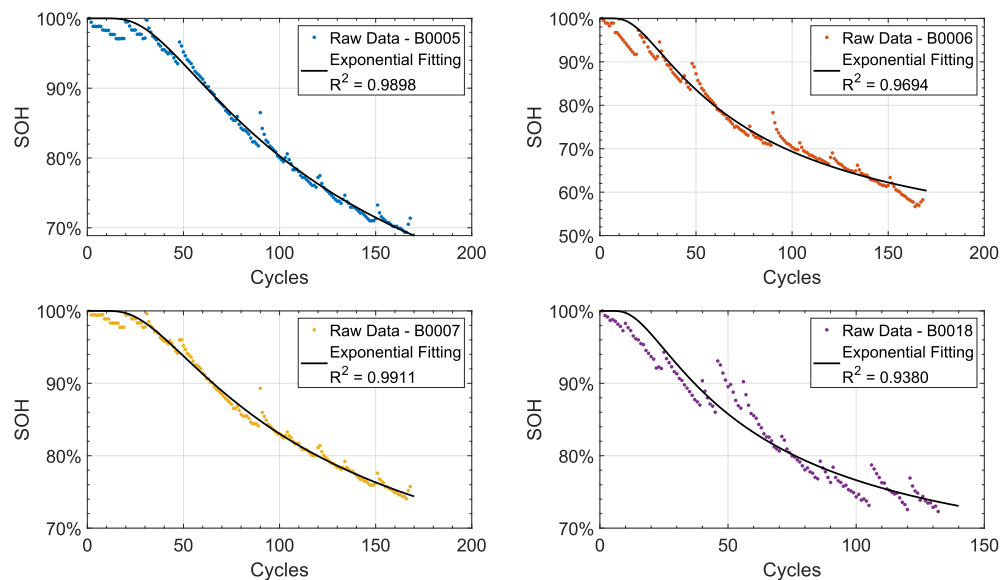 100%
90%
80%
70%
SOH
0
50
100
150
200
Cycles
Raw Data - B0005
Exponential Fitting
R² = 0.9898
100%
90%
80%
70%
60%
50%
SOH
0
50
100
150
200
Cycles
Raw Data - B0006
Exponential Fitting
R² = 0.9694
100%
90%
80%
70%
SOH
0
50
100
150
200
Cycles
Raw Data - B0007
Exponential Fitting
R² = 0.9911
100%
90%
80%
70%
SOH
0
50
100
150
Cycles
Raw Data - B0018
Exponential Fitting
R² = 0.9380